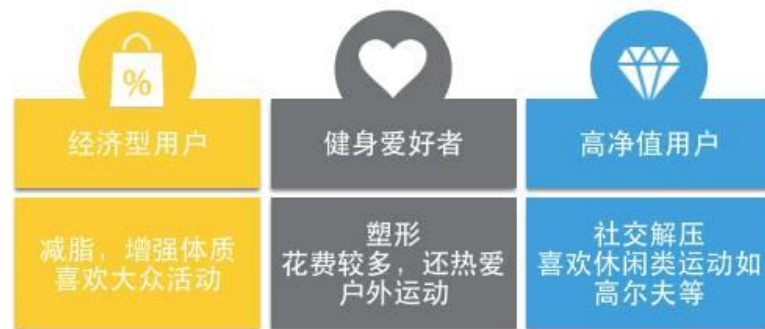 %
经济型用户
健身爱好者
高净值用户
减脂，增强体质
喜欢大众活动
塑形
花费较多，还热爱
户外运动
社交解压
喜欢休闲类运动如
高尔夫等